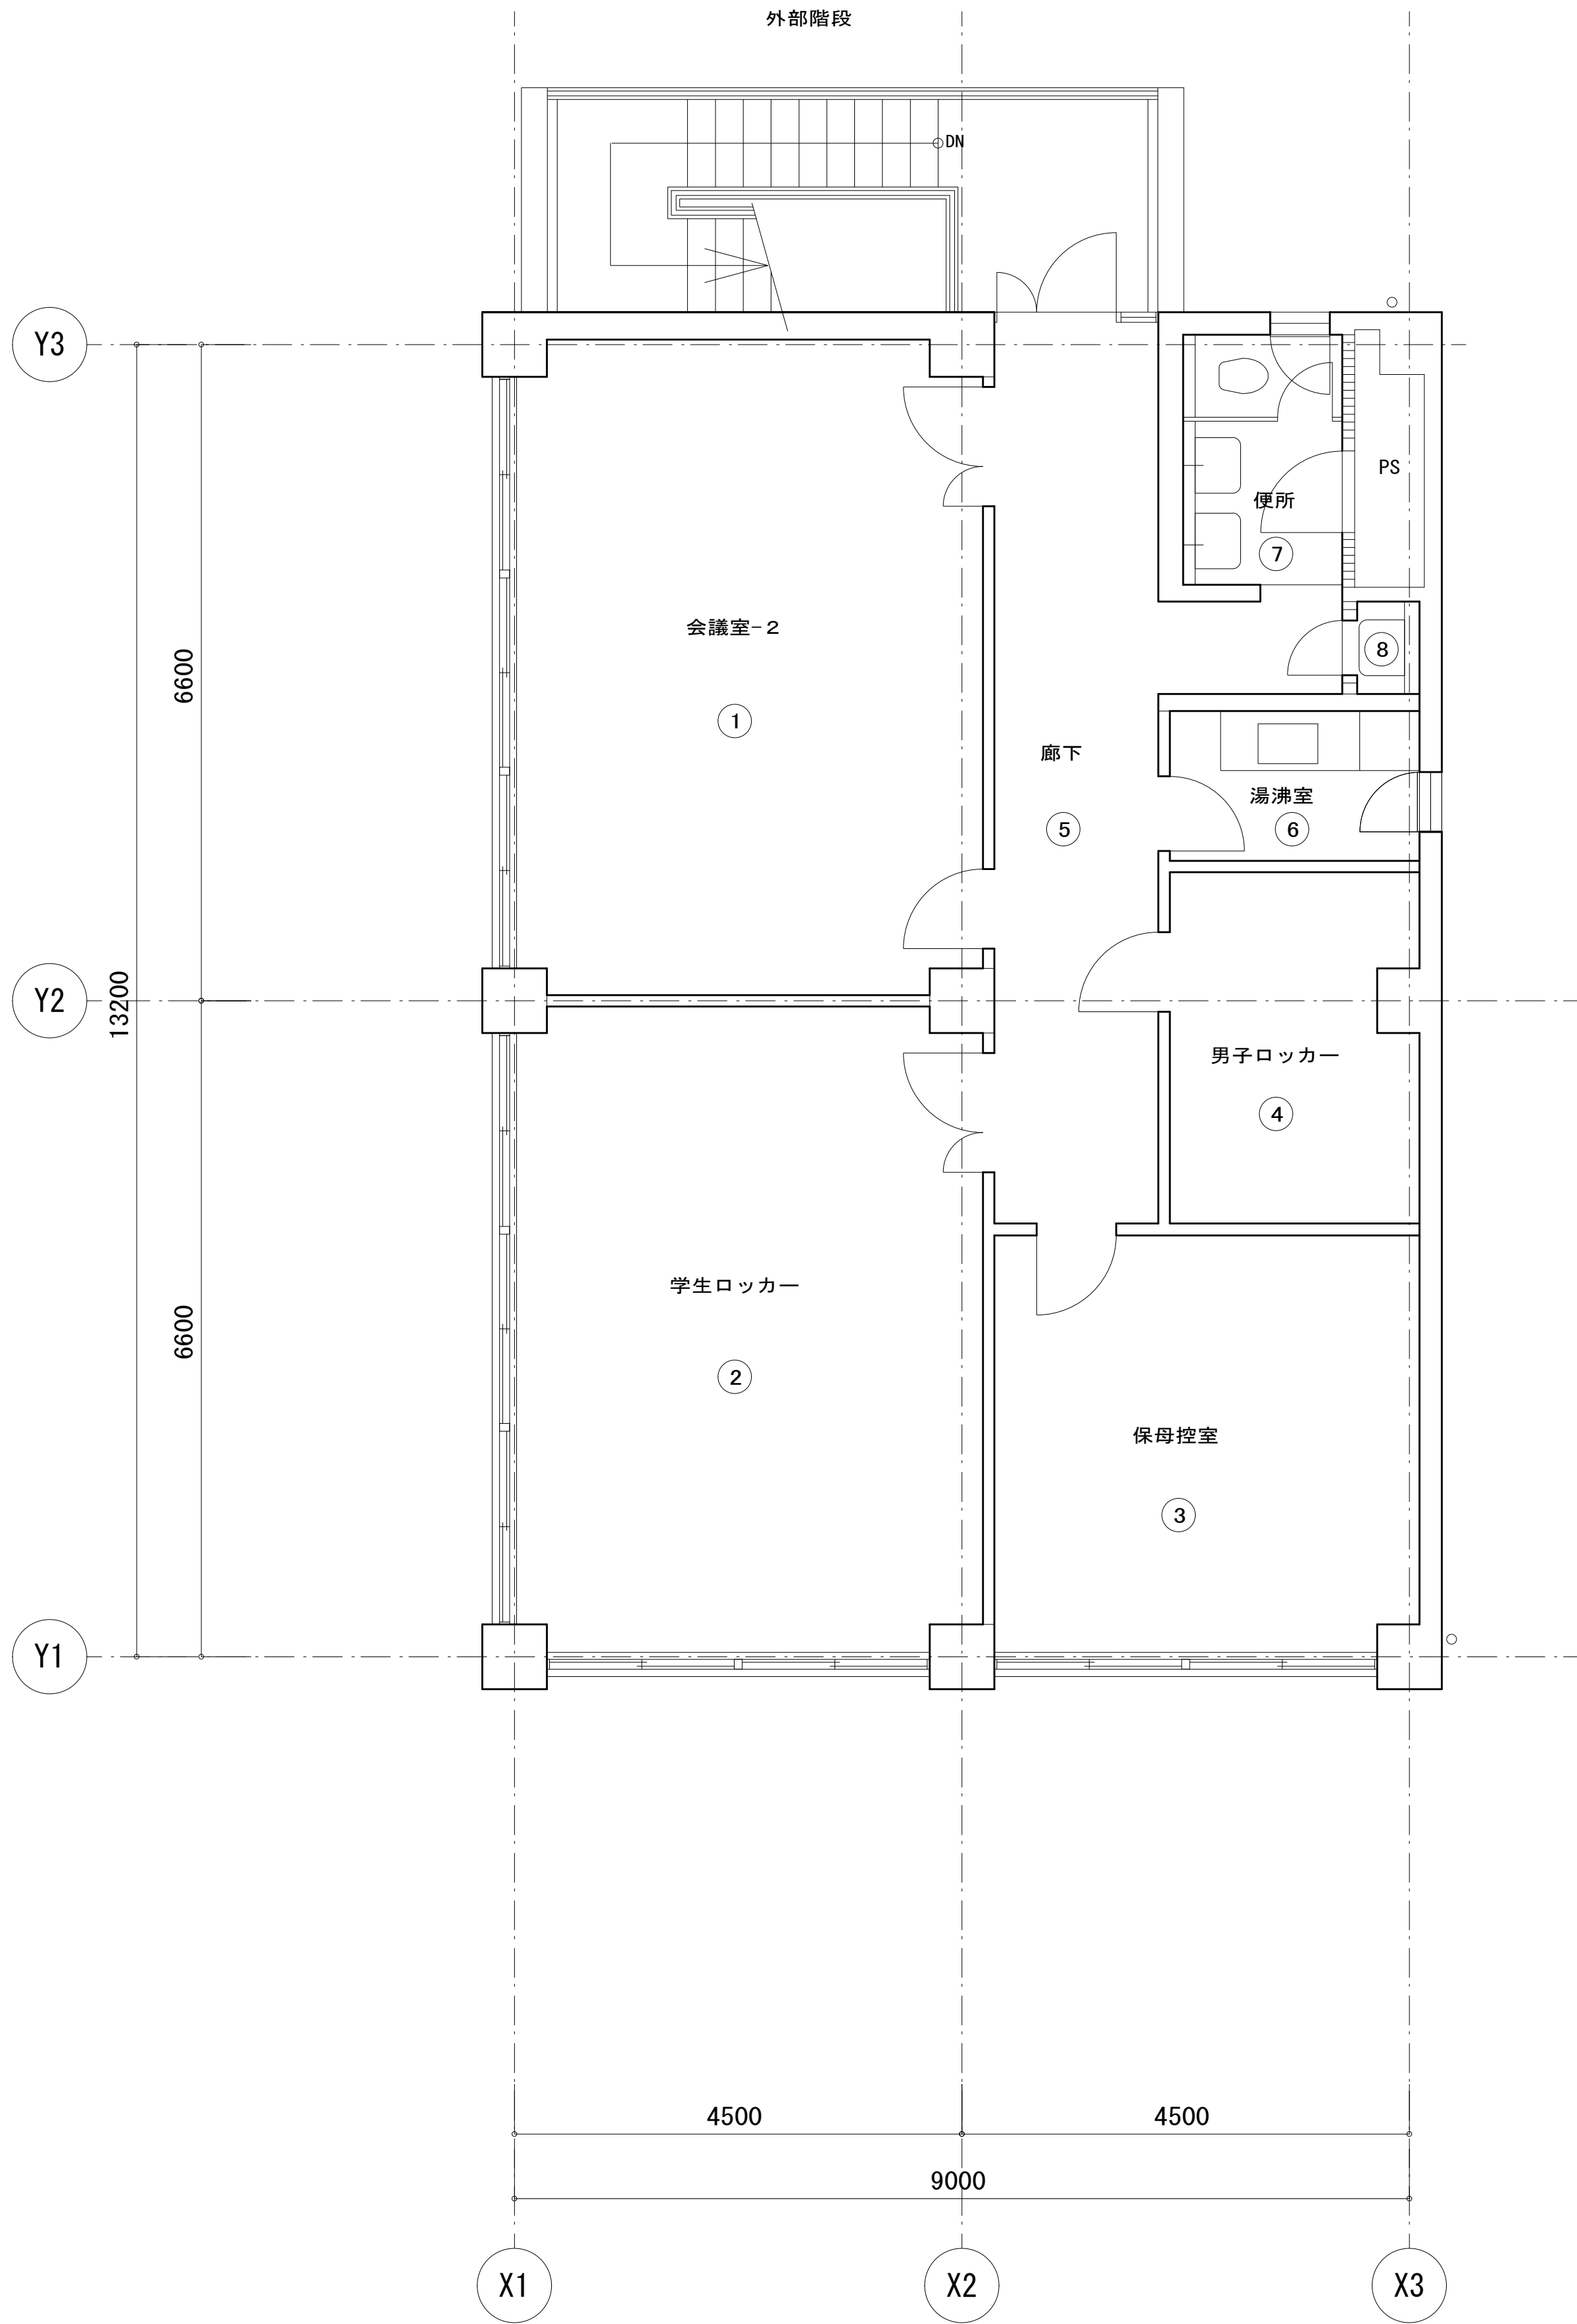 外部階段
DN
Y3
PS
便所
⑦
会議室-2
⑧
6600
①
廊下
湯沸室
⑤
⑥
Y2
13200
男子ロッカー
④
学生ロッカー
6600
②
保母控室
③
Y1
4500
4500
9000
X1
X2
X3